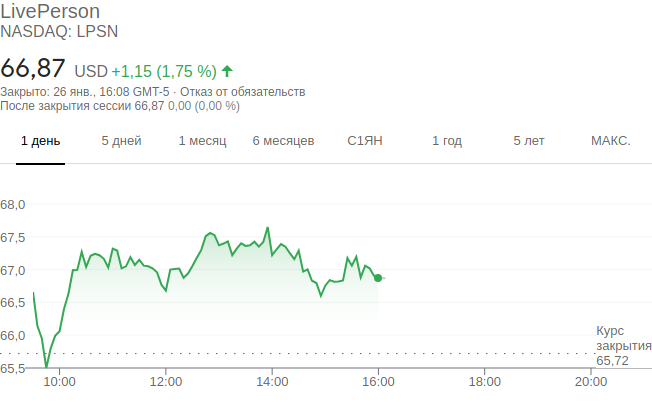 LivePerson
NASDAQ: LPSN
66,87 USD +1,15 (1,75 %)
Закрыто: 26 янв., 16:08 GMT-5 · Отказ от обязательств
После закрытия сессии 66,87 0,00 (0,00 %)
1 день 5 дней 1 месяц 6 месяцев С1ЯН 1 год 5 лет МАКС.
68,0
67,5
67,0
66,5
66,0
Курс
закрытия
65,72
65,5
10:00 12:00 14:00 16:00 18:00 20:00